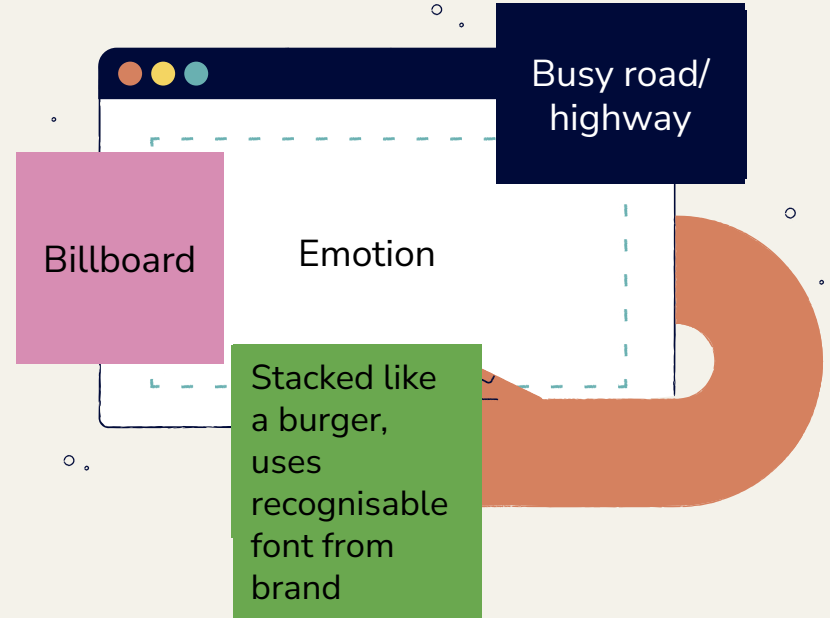 Busy road/
highway
Billboard
Emotion
Stacked like
a burger,
uses
recognisable
font from
brand